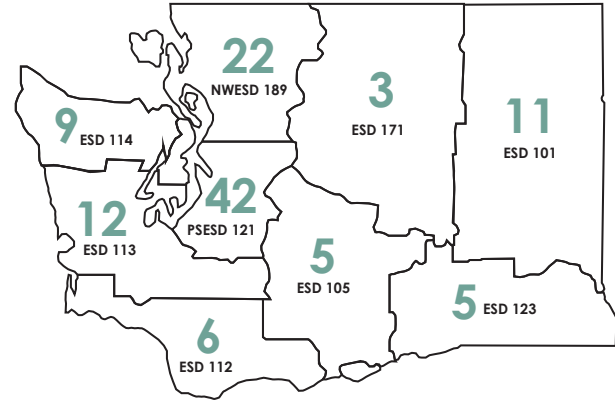 22
NWESD 189
3
ESD 171
11
ESD 101
9 ESD 114
42
PSESD 121
12
ESD 113
5
ESD 105
5 ESD 123
6
ESD 112